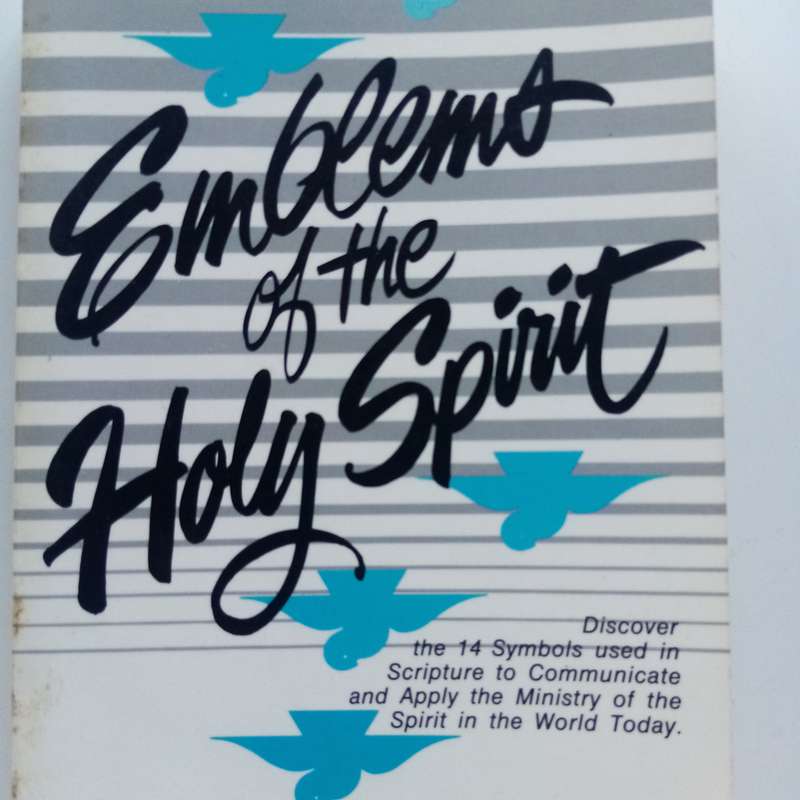 Emblems
of the
Holy Spirit
Discover
the 14 Symbols used in
Scripture to Communicate
and Apply the Ministry of the
Spirit in the World Today.